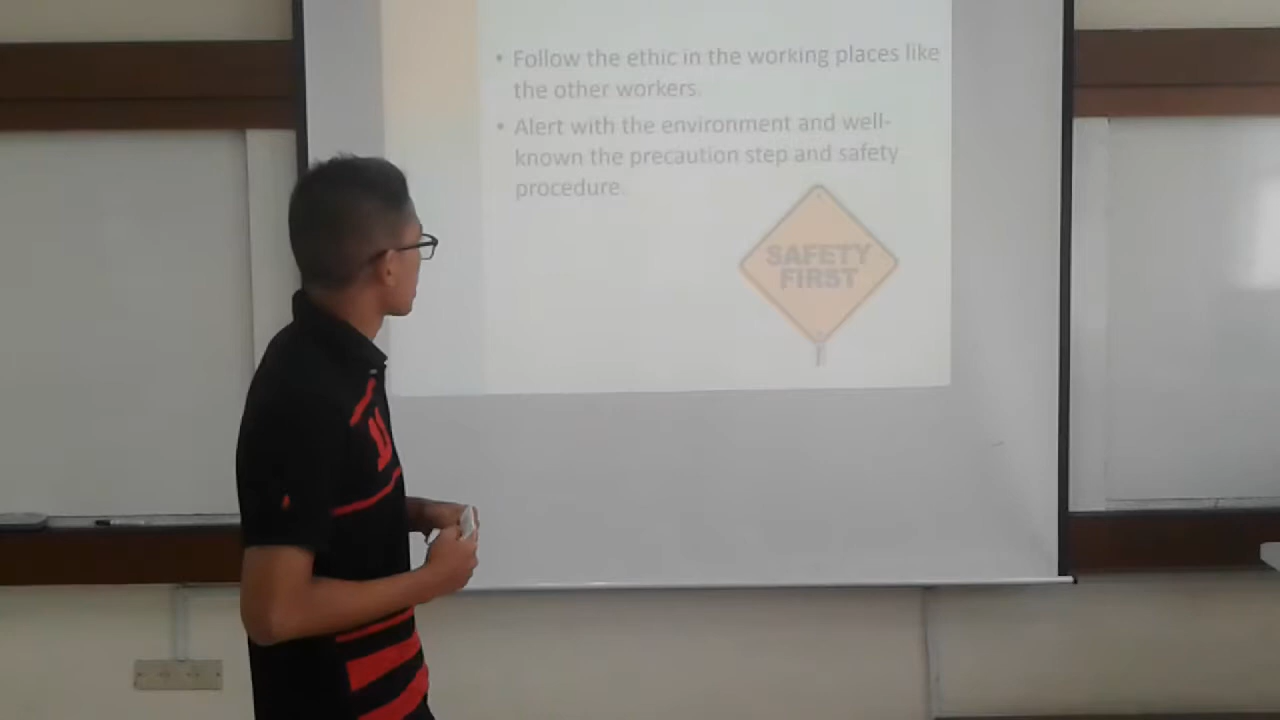 • Follow the ethic in the working places like
the other workers.
• Alert with the environment and well-
known the precaution step and safety
procedure.
SAFETY
FIRST